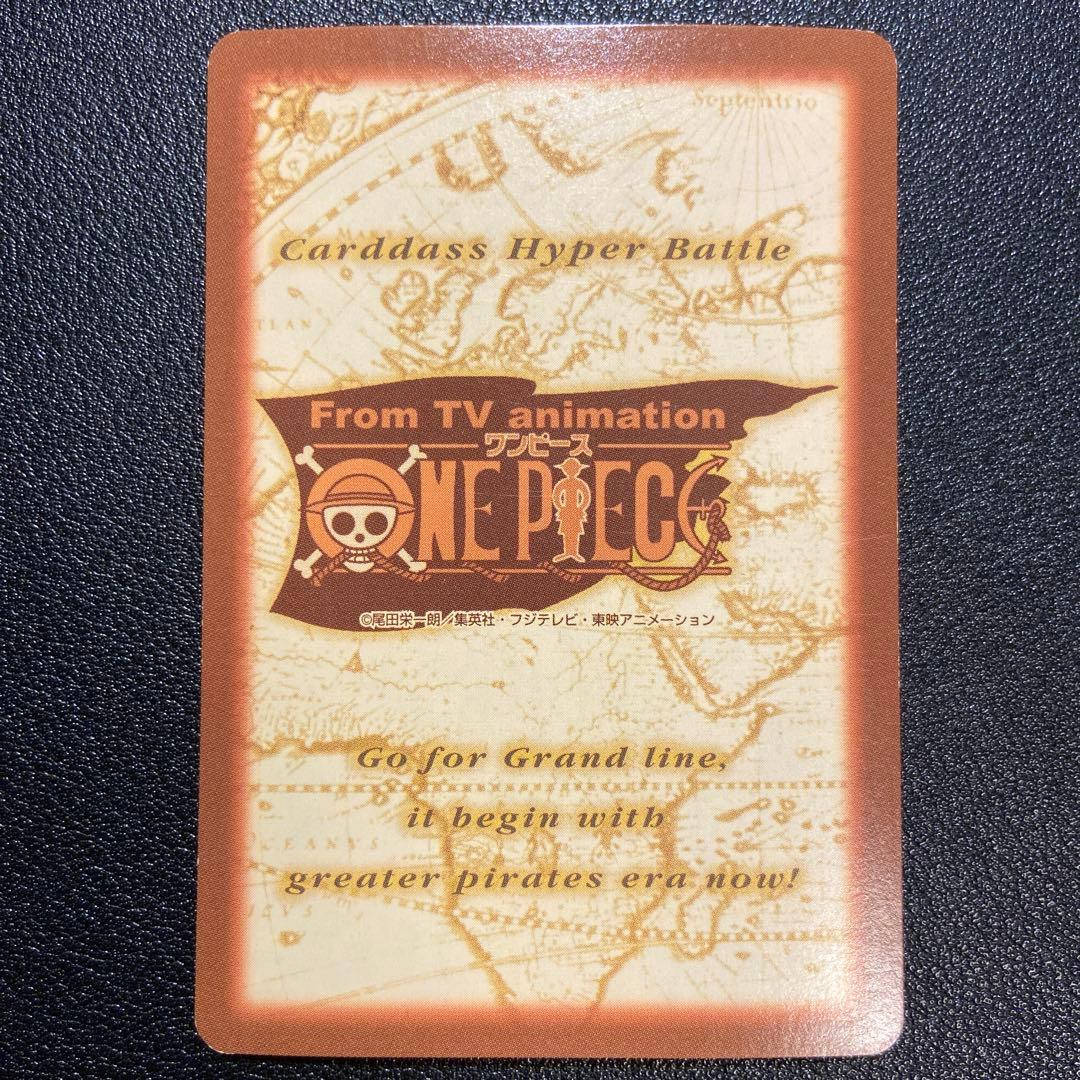 Septentrio
Carddass Hyper Battle
From TV animation
ワンピース
ONE PIECE
©尾田栄一朗／集英社・フジテレビ・東映アニメーション
Go for Grand line,
it begin with
greater pirates era now!